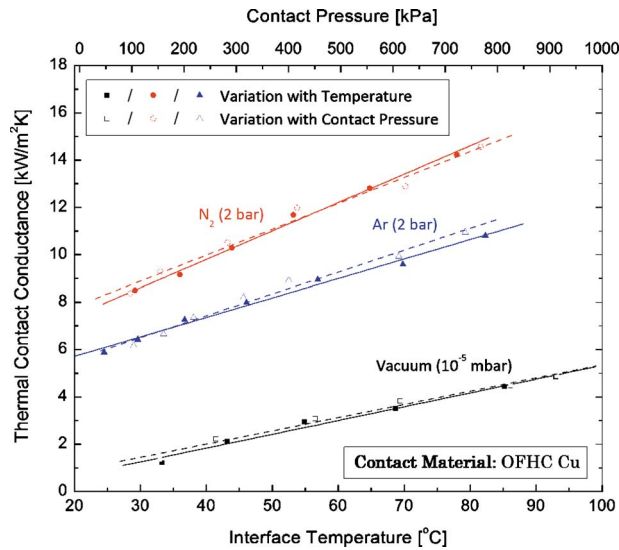 Contact Pressure [kPa]
0 100 200 300 400 500 600 700 800 900 1000
18
16
14
12
10
8
6
4
2
0
Thermal Contact Conductance [kW/m²K]
/ / Variation with Temperature
/ / Variation with Contact Pressure
N₂ (2 bar)
Ar (2 bar)
Vacuum (10⁻⁵ mbar)
Contact Material: OFHC Cu
20 30 40 50 60 70 80 90 100
Interface Temperature [°C]